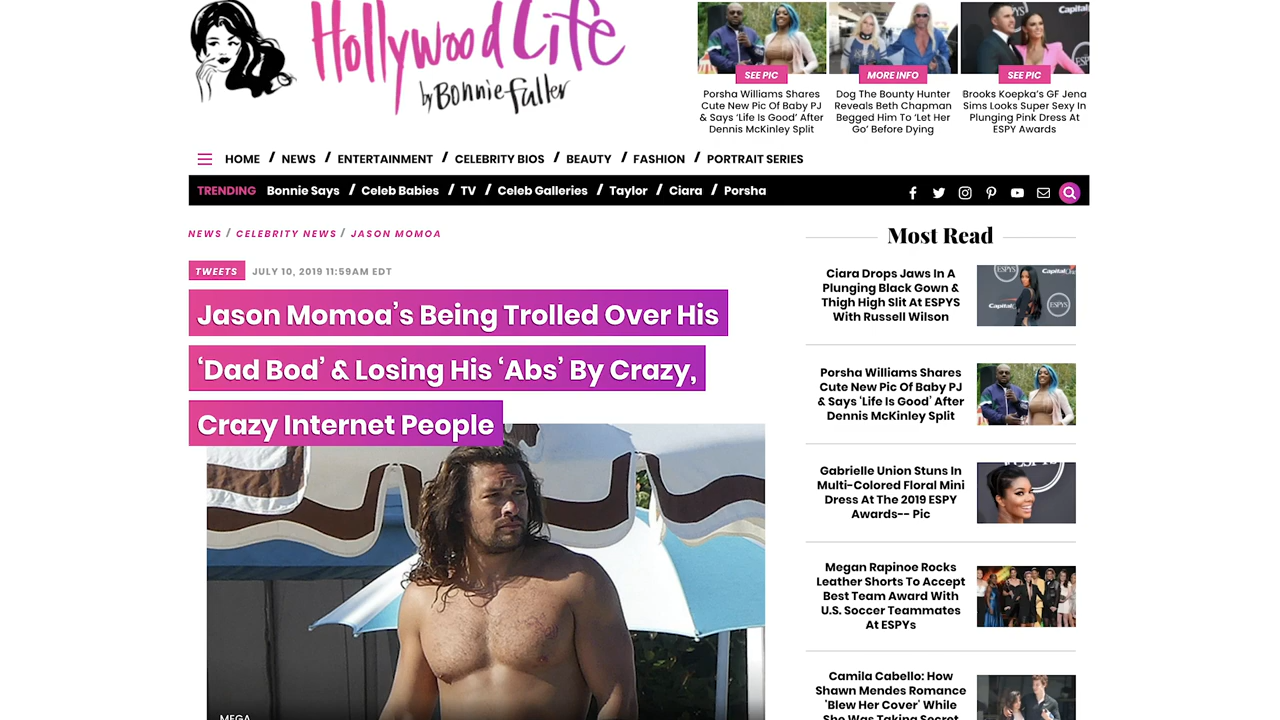 Hollywood Life
by Bonnie Fuller
SEE PIC
Porsha Williams Shares
Cute New Pic Of Baby PJ
& Says ‘Life Is Good’ After
Dennis McKinley Split
MORE INFO
Dog The Bounty Hunter
Reveals Beth Chapman
Begged Him To ‘Let Her
Go’ Before Dying
SEE PIC
Brooks Koepka’s GF Jena
Sims Looks Super Sexy In
Plunging Pink Dress At
ESPY Awards
HOME / NEWS / ENTERTAINMENT / CELEBRITY BIOS / BEAUTY / FASHION / PORTRAIT SERIES
TRENDING Bonnie Says / Celeb Babies / TV / Celeb Galleries / Taylor / Ciara / Porsha
NEWS / CELEBRITY NEWS / JASON MOMOA
TWEETS JULY 10, 2019 11:59AM EDT
Jason Momoa’s Being Trolled Over His
‘Dad Bod’ & Losing His ‘Abs’ By Crazy,
Crazy Internet People
MEGA
Most Read
Ciara Drops Jaws In A
Plunging Black Gown &
Thigh High Slit At ESPYS
With Russell Wilson
Porsha Williams Shares
Cute New Pic Of Baby PJ
& Says ‘Life Is Good’ After
Dennis McKinley Split
Gabrielle Union Stuns In
Multi-Colored Floral Mini
Dress At The 2019 ESPY
Awards-- Pic
Megan Rapinoe Rocks
Leather Shorts To Accept
Best Team Award With
U.S. Soccer Teammates
At ESPYs
Camila Cabello: How
Shawn Mendes Romance
‘Blew Her Cover’ While
She Was Taking Secret